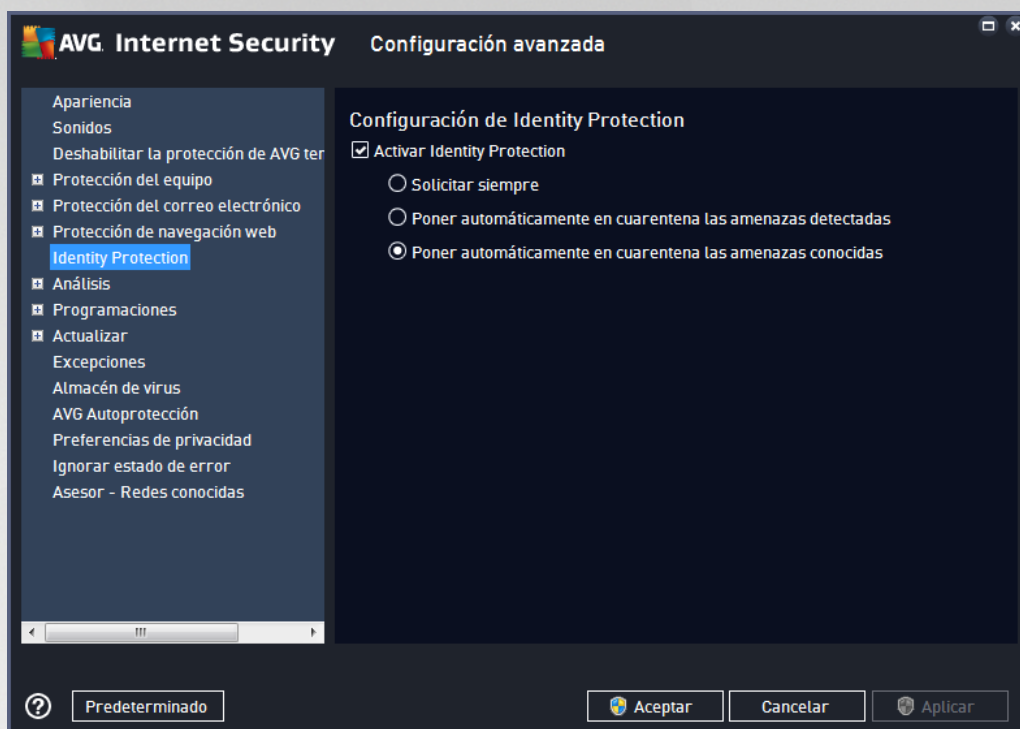 AVG. Internet Security
Configuración avanzada
Apariencia
Sonidos
Deshabilitar la protección de AVG ter
Protección del equipo
Protección del correo electrónico
Protección de navegación web
Identity Protection
Análisis
Programaciones
Actualizar
Excepciones
Almacén de virus
AVG Autoprotección
Preferencias de privacidad
Ignorar estado de error
Asesor - Redes conocidas
Configuración de Identity Protection
Activar Identity Protection
Solicitar siempre
Poner automáticamente en cuarentena las amenazas detectadas
Poner automáticamente en cuarentena las amenazas conocidas
?
Predeterminado
Aceptar
Cancelar
Aplicar